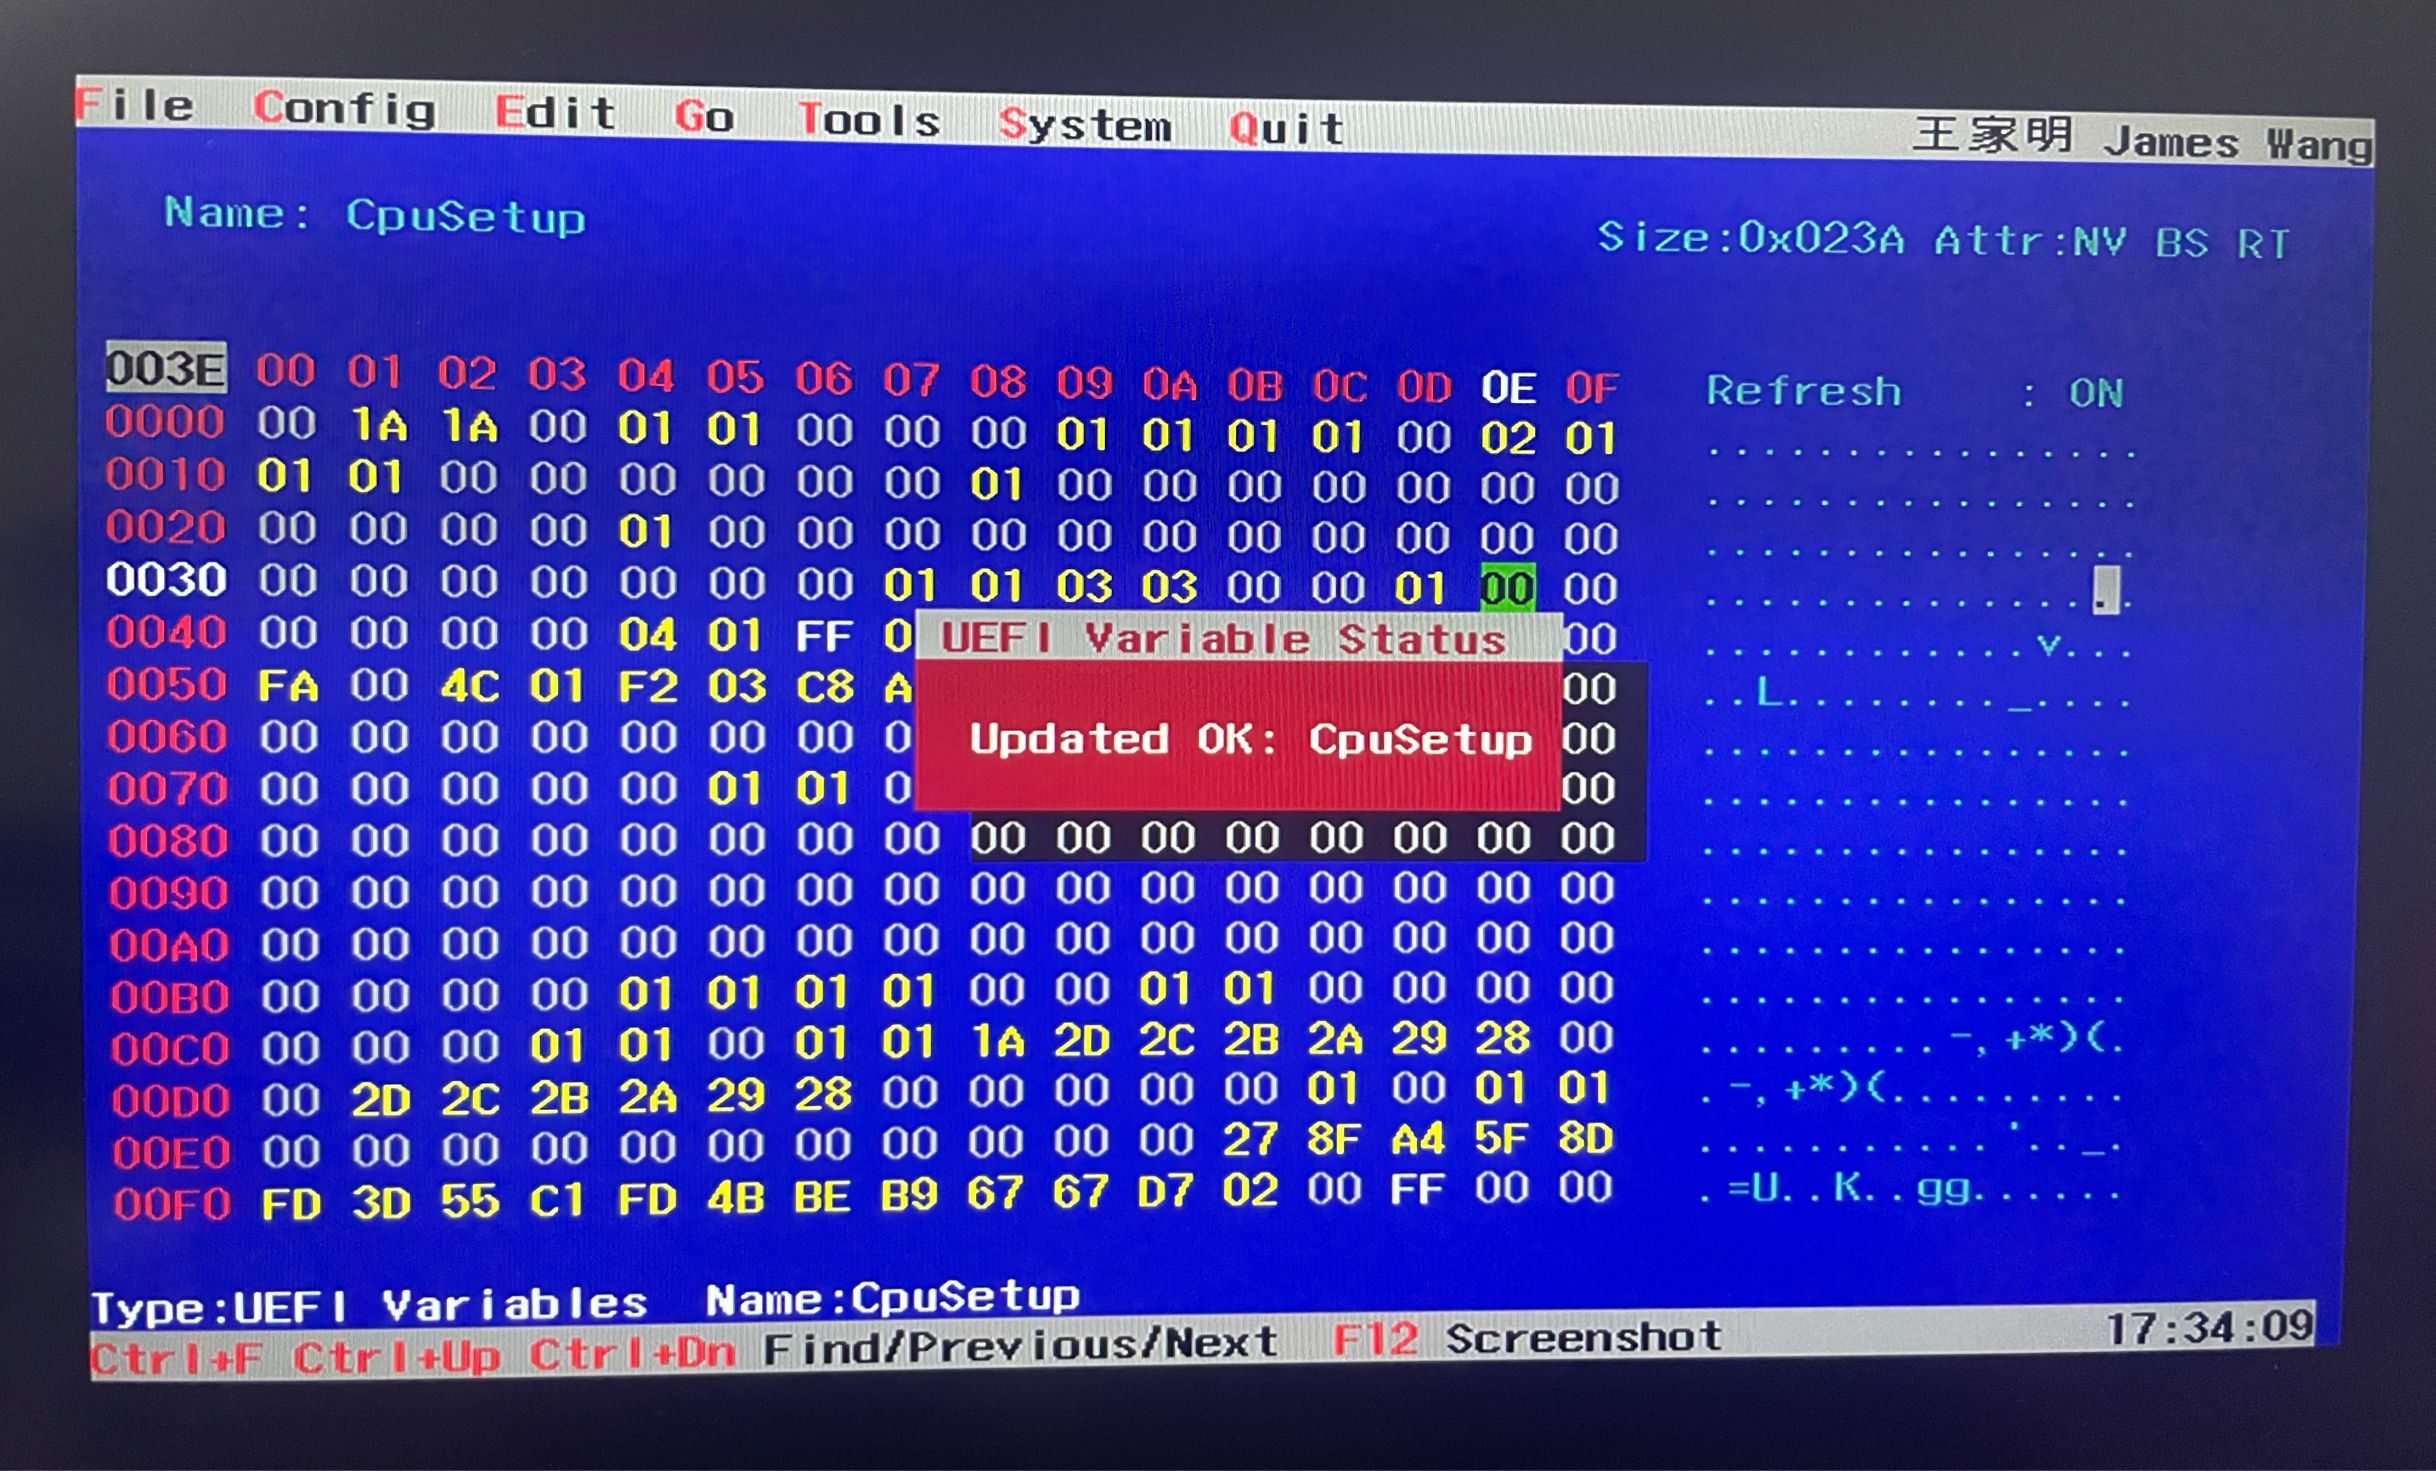 File Config Edit Go Tools System Quit 王家明 James Wang
Name: CpuSetup Size:0x023A Attr:NV BS RT
003E 00 01 02 03 04 05 06 07 08 09 0A 0B 0C 0D 0E 0F Refresh : ON
0000 00 1A 1A 00 01 01 00 00 00 01 01 01 01 00 02 01 ................
0010 01 01 00 00 00 00 00 00 01 00 00 00 00 00 00 00 ................
0020 00 00 00 00 01 00 00 00 00 00 00 00 00 00 00 00 ................
0030 00 00 00 00 00 00 00 01 01 03 03 00 00 01 00 00 ................
0040 00 00 00 00 04 01 FF 0 UEFI Variable Status 00 ............v...
0050 FA 00 4C 01 F2 03 C8 A 00 ..L........_....
0060 00 00 00 00 00 00 00 0 Updated OK: CpuSetup 00 ................
0070 00 00 00 00 00 01 01 0 00 ................
0080 00 00 00 00 00 00 00 00 00 00 00 00 00 00 00 00 ................
0090 00 00 00 00 00 00 00 00 00 00 00 00 00 00 00 00 ................
00A0 00 00 00 00 00 00 00 00 00 00 00 00 00 00 00 00 ................
00B0 00 00 00 00 01 01 01 01 00 00 01 01 00 00 00 00 ................
00C0 00 00 00 01 01 00 01 01 1A 2D 2C 2B 2A 29 28 00 .........-,+*)(.
00D0 00 2D 2C 2B 2A 29 28 00 00 00 00 00 01 00 01 01 .-,+*)(.........
00E0 00 00 00 00 00 00 00 00 00 00 00 27 8F A4 5F 8D ...........'.._.
00F0 FD 3D 55 C1 FD 4B BE B9 67 67 D7 02 00 FF 00 00 .=U..K..gg......
Type:UEFI Variables Name:CpuSetup
Ctrl+F Ctrl+Up Ctrl+Dn Find/Previous/Next F12 Screenshot 17:34:09